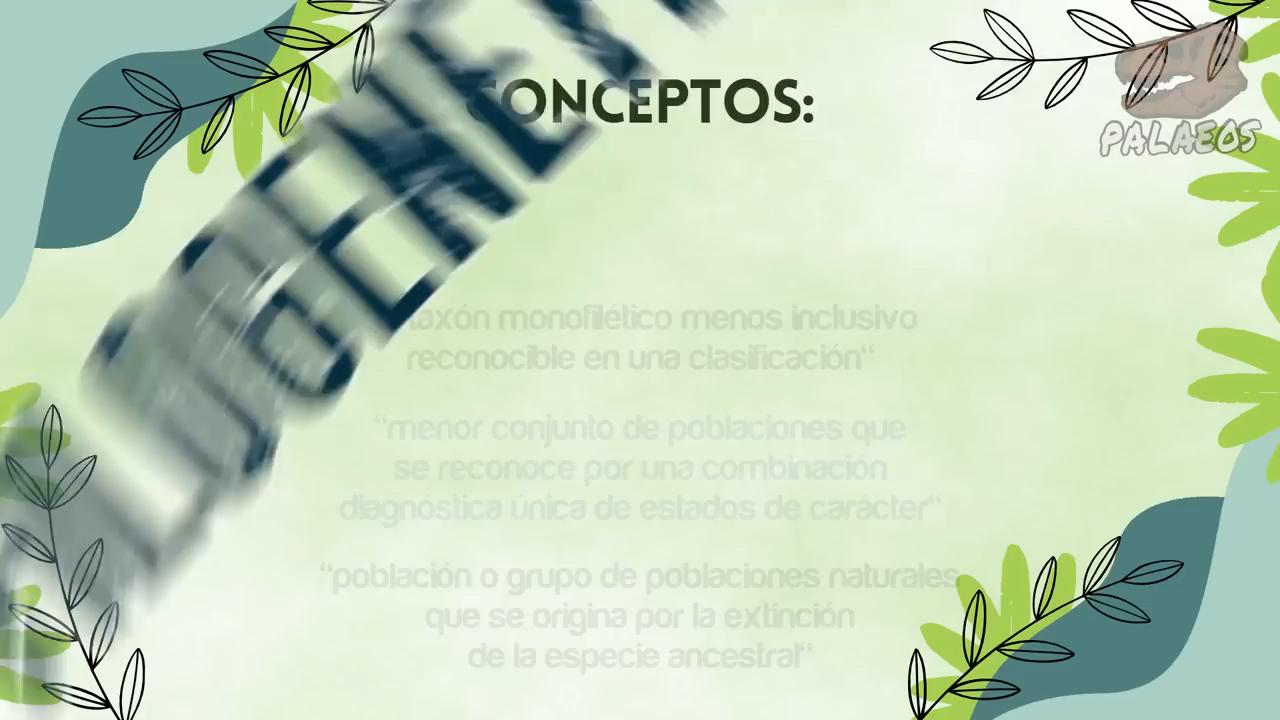 CONCEPTOS:
PALAEOS
taxón monofilético menos inclusivo
reconocible en una clasificación“
“menor conjunto de poblaciones que
se reconoce por una combinación
diagnóstica única de estados de carácter“
“población o grupo de poblaciones naturales
que se origina por la extinción
de la especie ancestral“